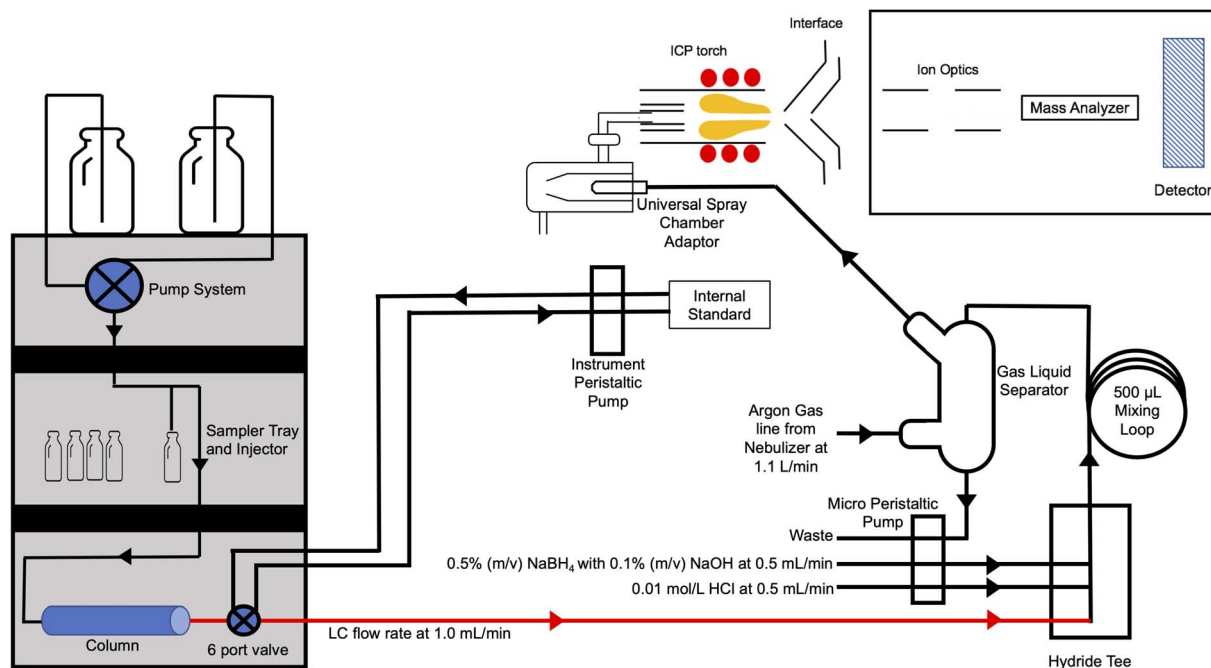 Interface
ICP torch
Ion Optics
Mass Analyzer
Detector
Universal Spray
Chamber
Adaptor
Pump System
Internal
Standard
Instrument
Peristaltic
Pump
Gas Liquid
Separator
500 µL
Mixing
Loop
Sampler Tray
and Injector
Argon Gas
line from
Nebulizer at
1.1 L/min
Micro Peristaltic
Pump
Waste
0.5% (m/v) NaBH₄ with 0.1% (m/v) NaOH at 0.5 mL/min
0.01 mol/L HCl at 0.5 mL/min
LC flow rate at 1.0 mL/min
Column
6 port valve
Hydride Tee